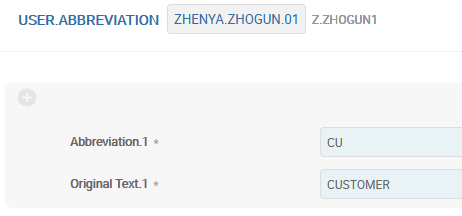 USER.ABBREVIATION ZHENYA.ZHOGUN.01 Z.ZHOGUN1
Abbreviation.1 * CU
Original Text.1 * CUSTOMER